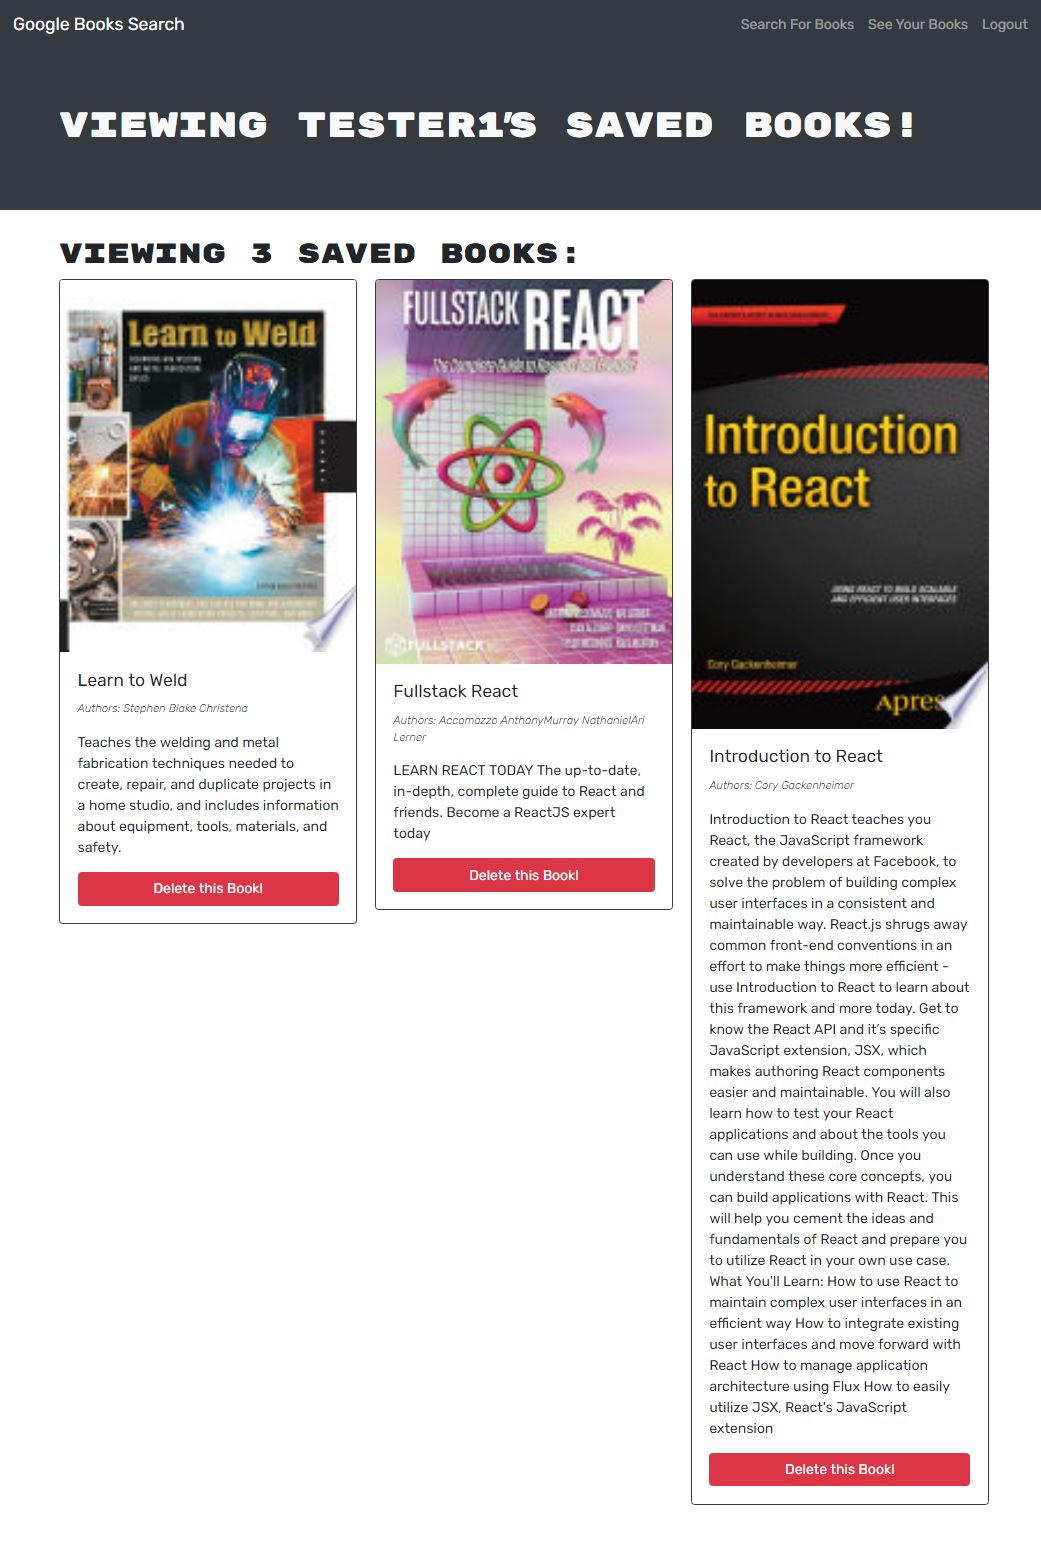 Google Books Search
Search For Books See Your Books Logout
VIEWING TESTER1'S SAVED BOOKS!
VIEWING 3 SAVED BOOKS:
Learn to Weld
Learn to Weld
Authors: Stephen Blake Christena
Teaches the welding and metal
fabrication techniques needed to
create, repair, and duplicate projects in
a home studio, and includes information
about equipment, tools, materials, and
safety.
Delete this Book!
FULLSTACK REACT
The Complete Guide to
FULLSTACK
Fullstack React
Authors: Accomazzo AnthonyMurray NathanielAri
Lerner
LEARN REACT TODAY The up-to-date,
in-depth, complete guide to React and
friends. Become a ReactJS expert
today
Delete this Book!
Introduction
to React
USING REACT TO BUILD SCALABLE
AND EFFICIENT USER INTERFACES
Cory Gackenheimer
Apres
Introduction to React
Authors: Cory Gackenheimer
Introduction to React teaches you
React, the JavaScript framework
created by developers at Facebook, to
solve the problem of building complex
user interfaces in a consistent and
maintainable way. React.js shrugs away
common front-end conventions in an
effort to make things more efficient -
use Introduction to React to learn about
this framework and more today. Get to
know the React API and it's specific
JavaScript extension, JSX, which
makes authoring React components
easier and maintainable. You will also
learn how to test your React
applications and about the tools you
can use while building. Once you
understand these core concepts, you
can build applications with React. This
will help you cement the ideas and
fundamentals of React and prepare you
to utilize React in your own use case.
What You'll Learn: How to use React to
maintain complex user interfaces in an
efficient way How to integrate existing
user interfaces and move forward with
React How to manage application
architecture using Flux How to easily
utilize JSX, React's JavaScript
extension
Delete this Book!